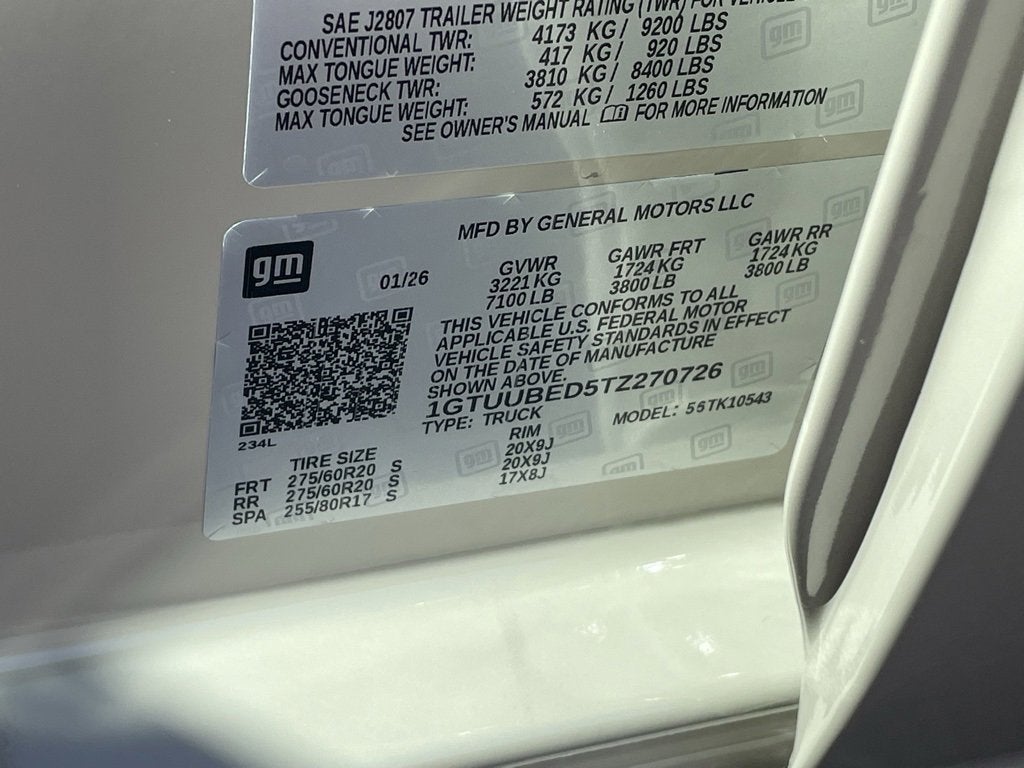 SAE J2807 TRAILER WEIGHT RATING (TWR) FOR VEHICLE
CONVENTIONAL TWR: 4173 KG / 9200 LBS
MAX TONGUE WEIGHT: 417 KG / 920 LBS
GOOSENECK TWR: 3810 KG / 8400 LBS
MAX TONGUE WEIGHT: 572 KG / 1260 LBS
SEE OWNER'S MANUAL FOR MORE INFORMATION
MFD BY GENERAL MOTORS LLC
gm
01/26
GVWR GAWR FRT GAWR RR
3221 KG 1724 KG 1724 KG
7100 LB 3800 LB 3800 LB
THIS VEHICLE CONFORMS TO ALL
APPLICABLE U.S. FEDERAL MOTOR
VEHICLE SAFETY STANDARDS IN EFFECT
ON THE DATE OF MANUFACTURE
SHOWN ABOVE.
1GTUUBED5TZ270726
TYPE: TRUCK MODEL: 56TK10543
234L
TIRE SIZE RIM
FRT 275/60R20 S 20X9J
RR 275/60R20 S 20X9J
SPA 255/80R17 S 17X8J